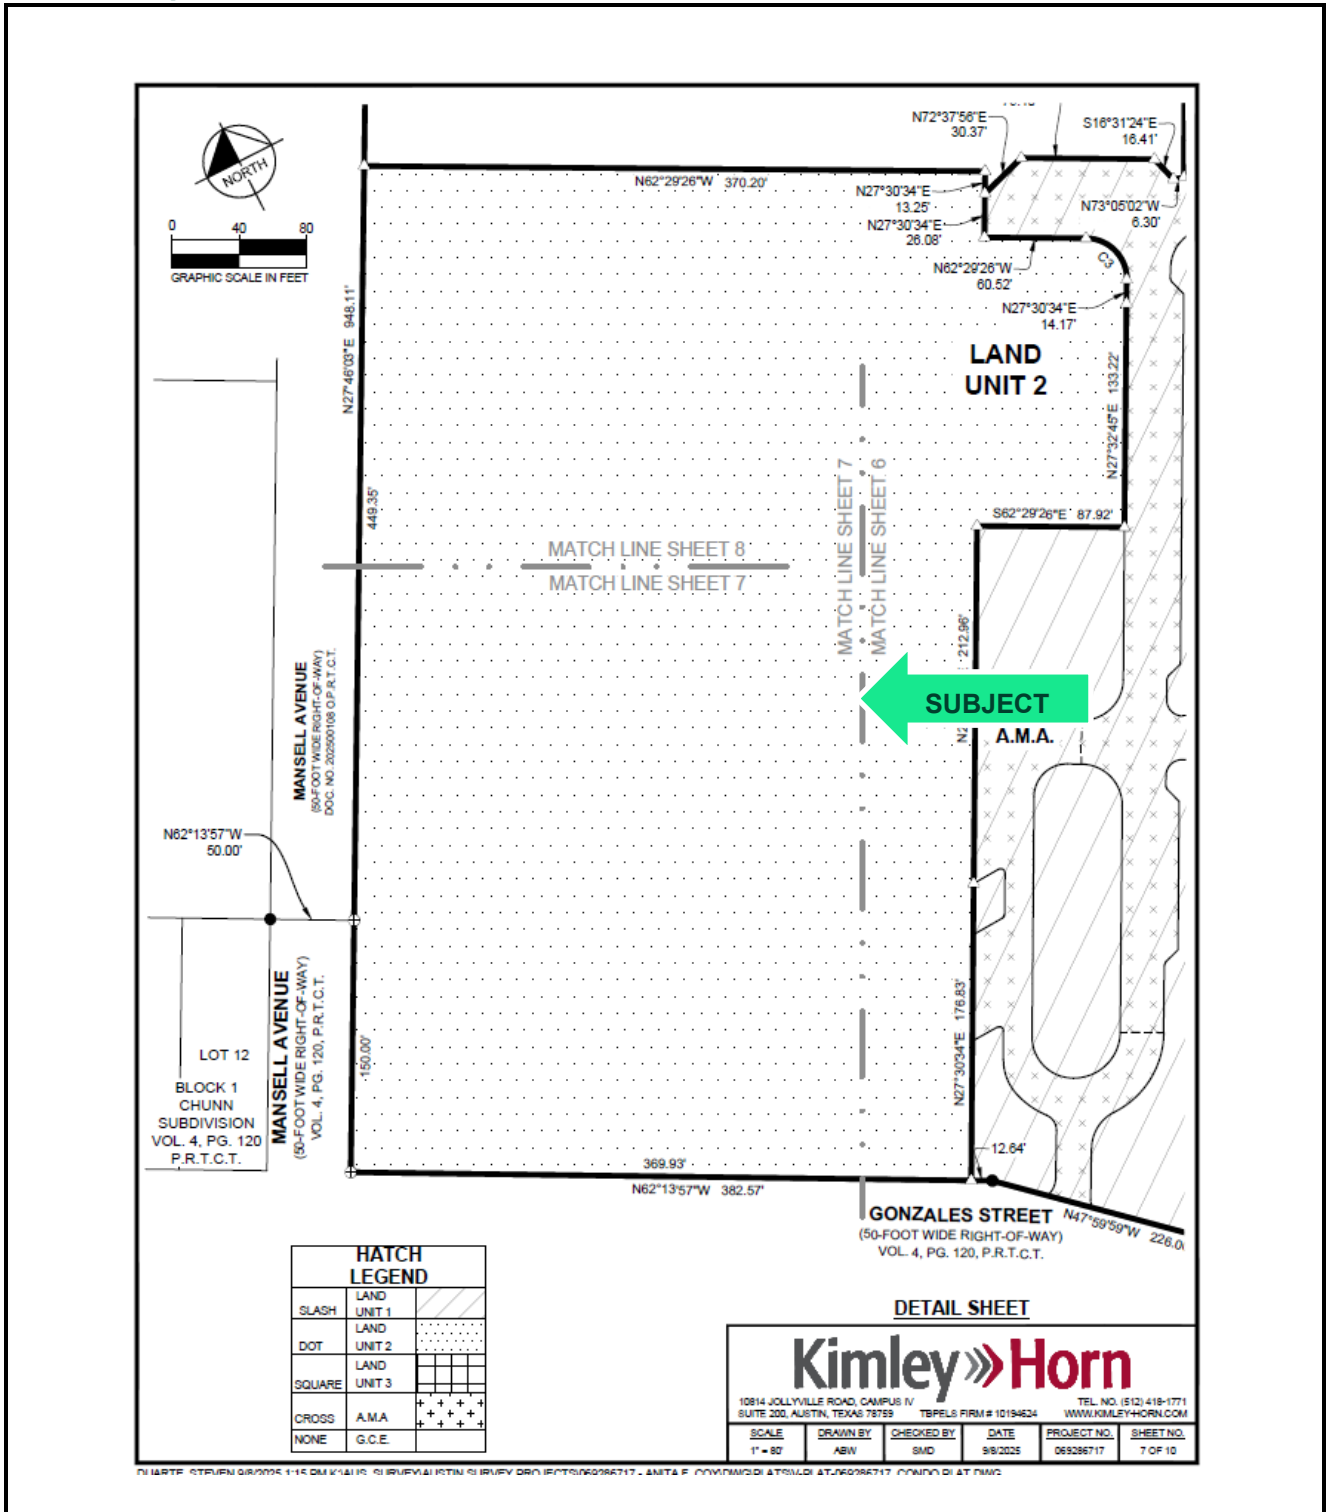 N72°37'56"E
30.37'
S16°31'24"E
16.41'
NORTH
N62°29'26"W 370.20'
N27°30'34"E
13.25'
N27°30'34"E
26.08'
N73°05'02"W
6.30'
0 40 80
GRAPHIC SCALE IN FEET
N62°29'26"W
60.52'
C3
N27°30'34"E
14.17'
N27°46'03"E 948.11'
LAND
UNIT 2
N27°32'45"E 133.22'
449.35'
MATCH LINE SHEET 7
MATCH LINE SHEET 6
S62°29'26"E 87.92'
MATCH LINE SHEET 8
MATCH LINE SHEET 7
212.96'
SUBJECT
A.M.A.
MANSELL AVENUE
(50-FOOT WIDE RIGHT-OF-WAY)
DOC. NO. 202500108 O.P.R.T.C.T.
N62°13'57"W
50.00'
MANSELL AVENUE
(50-FOOT WIDE RIGHT-OF-WAY)
VOL. 4, PG. 120, P.R.T.C.T.
150.00'
N27°30'34"E 176.83'
LOT 12
BLOCK 1
CHUNN
SUBDIVISION
VOL. 4, PG. 120
P.R.T.C.T.
12.64'
369.93'
N62°13'57"W 382.57'
GONZALES STREET
(50-FOOT WIDE RIGHT-OF-WAY)
VOL. 4, PG. 120, P.R.T.C.T.
N47°59'59"W
HATCH
LEGEND
SLASH LAND UNIT 1
DOT LAND UNIT 2
SQUARE LAND UNIT 3
CROSS A.M.A
NONE G.C.E.
DETAIL SHEET
Kimley»Horn
10814 JOLLYVILLE ROAD, CAMPUS IV
SUITE 200, AUSTIN, TEXAS 78759 TBPELS FIRM # 10194624
TEL. NO. (512) 418-1771
WWW.KIMLEY-HORN.COM
SCALE DRAWN BY CHECKED BY DATE PROJECT NO. SHEET NO.
1" = 80' ABW SMD 9/8/2025 069286717 7 OF 10
DUARTE, STEVEN 9/8/2025 1:15 PM